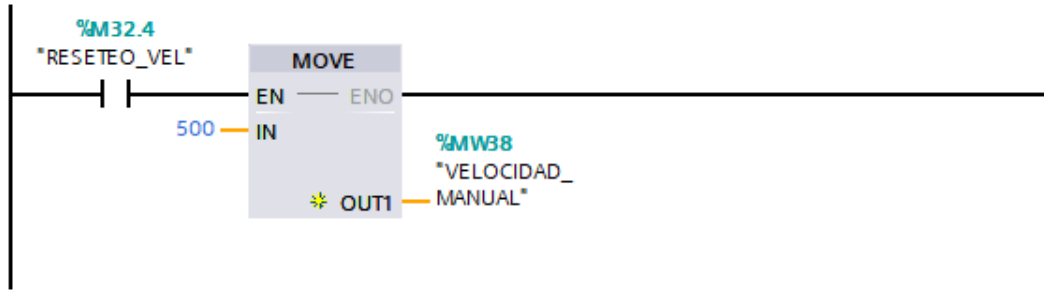 %M32.4
"RESETEO_VEL"
MOVE
EN ENO
500 IN
%MW38
"VELOCIDAD_
MANUAL"
OUT1